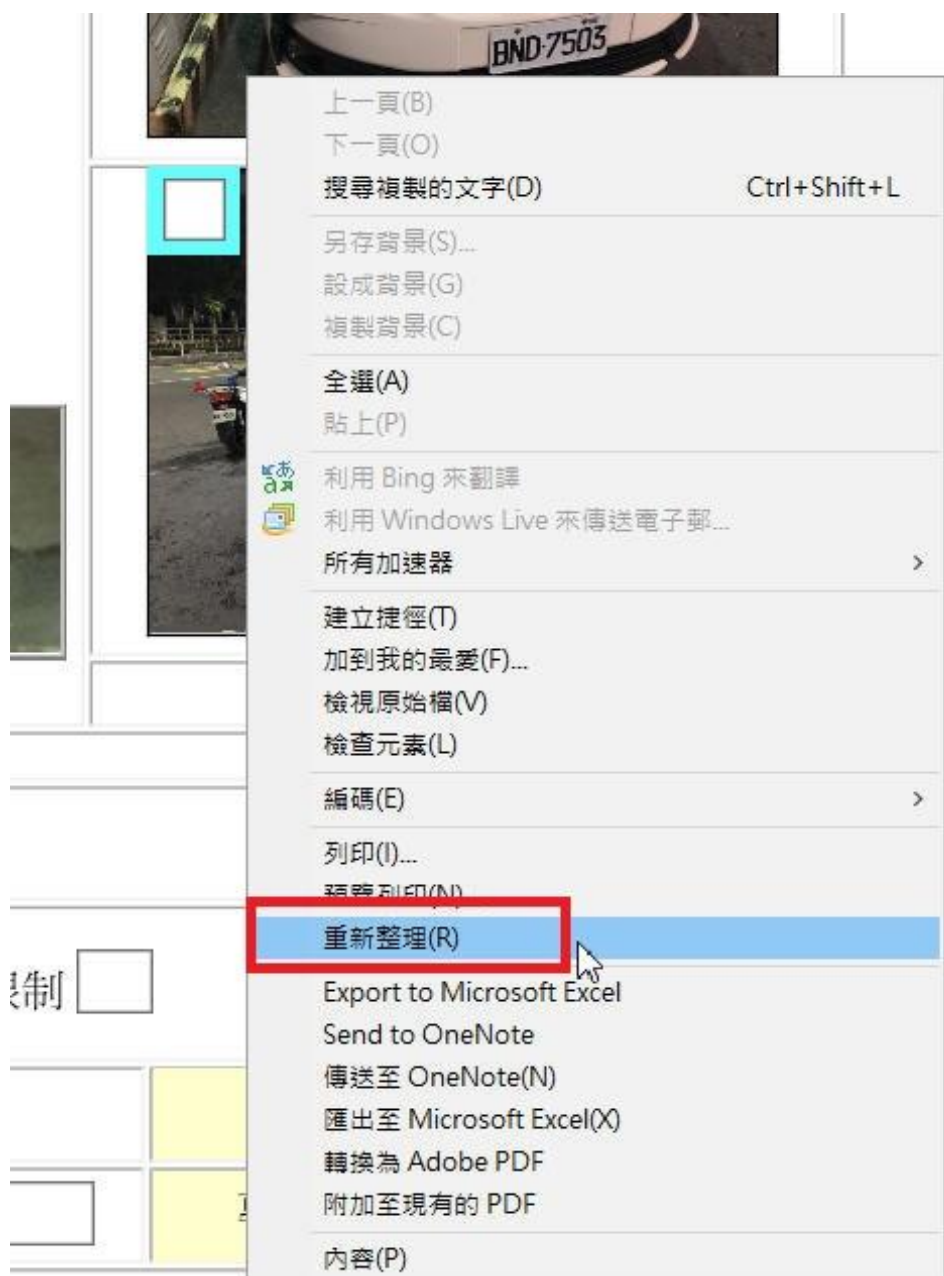 BND-7503
上一頁(B)
下一頁(O)
搜尋複製的文字(D) Ctrl+Shift+L
另存背景(S)...
設成背景(G)
複製背景(C)
全選(A)
貼上(P)
利用 Bing 來翻譯
利用 Windows Live 來傳送電子郵...
所有加速器
建立捷徑(T)
加到我的最愛(F)...
檢視原始檔(V)
檢查元素(L)
編碼(E)
列印(I)...
預覽列印(N)
重新整理(R)
制
Export to Microsoft Excel
Send to OneNote
傳送至 OneNote(N)
匯出至 Microsoft Excel(X)
轉換為 Adobe PDF
附加至現有的 PDF
內容(P)